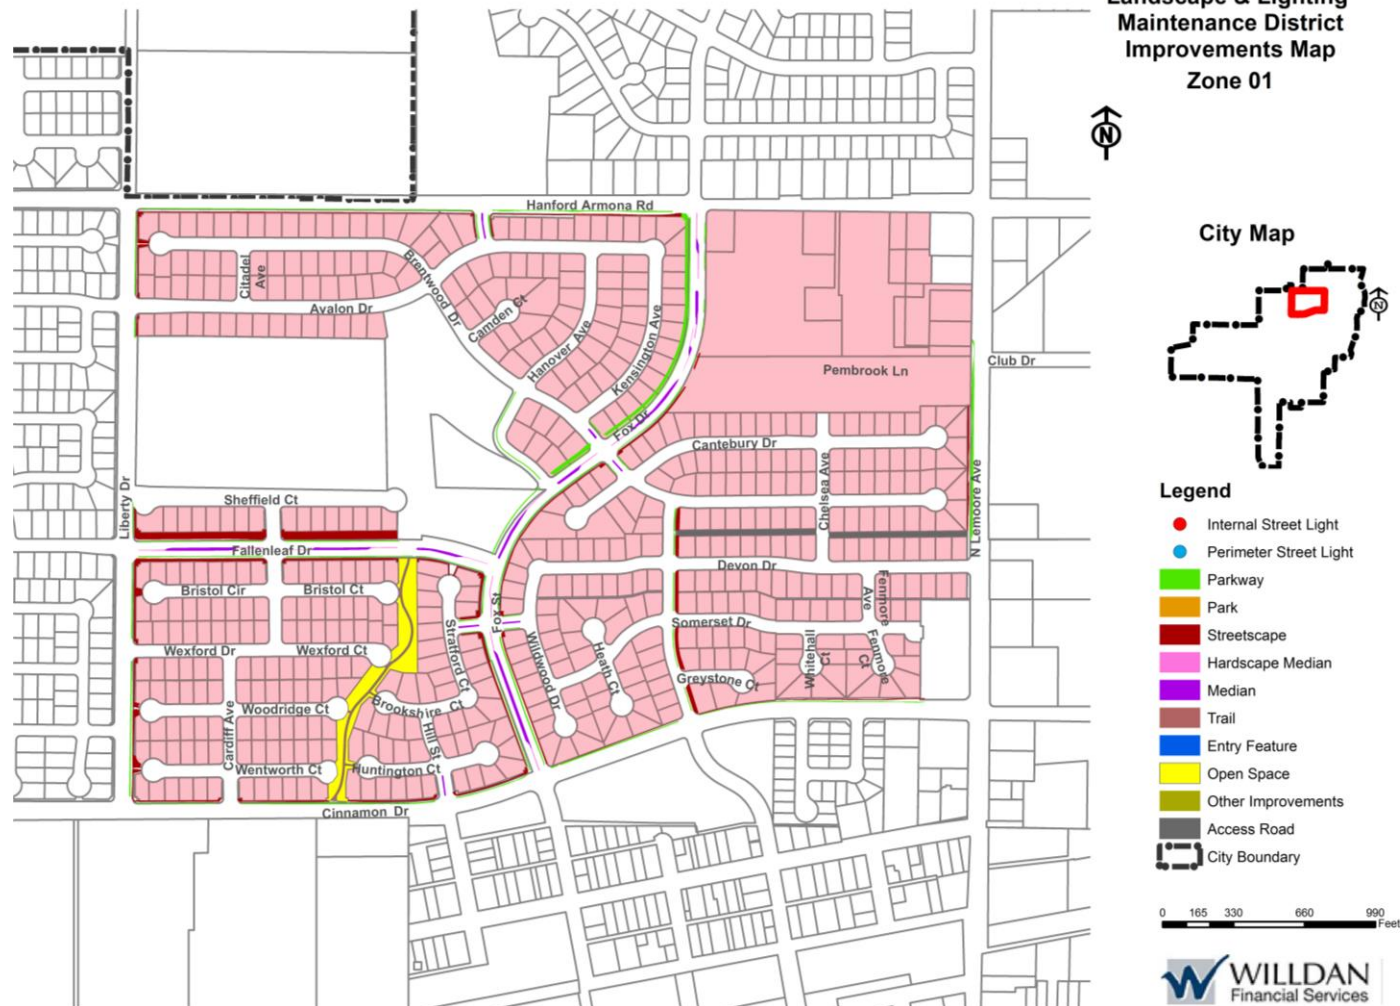 Landscape & Lighting
Maintenance District
Improvements Map
Zone 01
N
City Map
N
Legend
Internal Street Light
Perimeter Street Light
Parkway
Park
Streetscape
Hardscape Median
Median
Trail
Entry Feature
Open Space
Other Improvements
Access Road
City Boundary
0 165 330 660 990
Feet
WILLDAN
Financial Services
Hanford Armona Rd
Citadel
Ave
Brentwood Dr
Avalon Dr
Camden Ct
Hanover Ave
Kensington Ave
Fox Dr
Pembrook Ln
Club Dr
Cantebury Dr
Chelsea Ave
N Lemoore Ave
Liberty Dr
Sheffield Ct
Fallenleaf Dr
Devon Dr
Bristol Cir
Bristol Ct
Fox St
Fenmore
Ave
Stratford Ct
Somerset Dr
Wexford Dr
Wexford Ct
Wildwood Dr
Heath Ct
Whitehall
Ct
Fenmore
Ct
Greystone Ct
Woodridge Ct
Brookshire Ct
Cardiff Ave
Hill St
Wentworth Ct
Huntington Ct
Cinnamon Dr